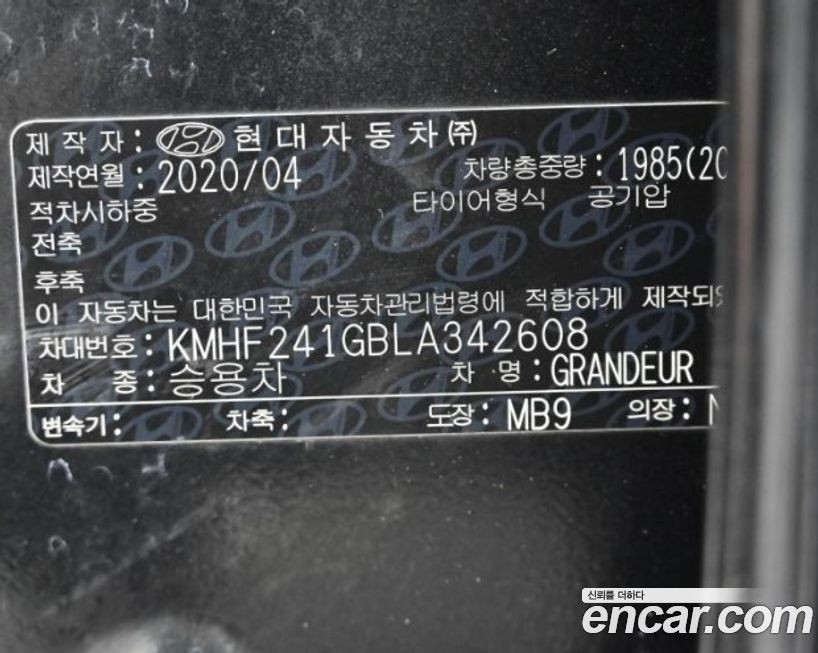 제 작 자 : 현대자동차㈜
제작연월 : 2020/04 차량총중량 : 1985(20
적차시하중 타이어형식 공기압
전축
후축
이 자동차는 대한민국 자동차관리법령에 적합하게 제작되었
차대번호 : KMHF241GBLA342608
차 종 : 승용차 차 명 : GRANDEUR
변속기 : 차축 : 도장 : MB9 의장 :
신뢰를 더하다
encar.com